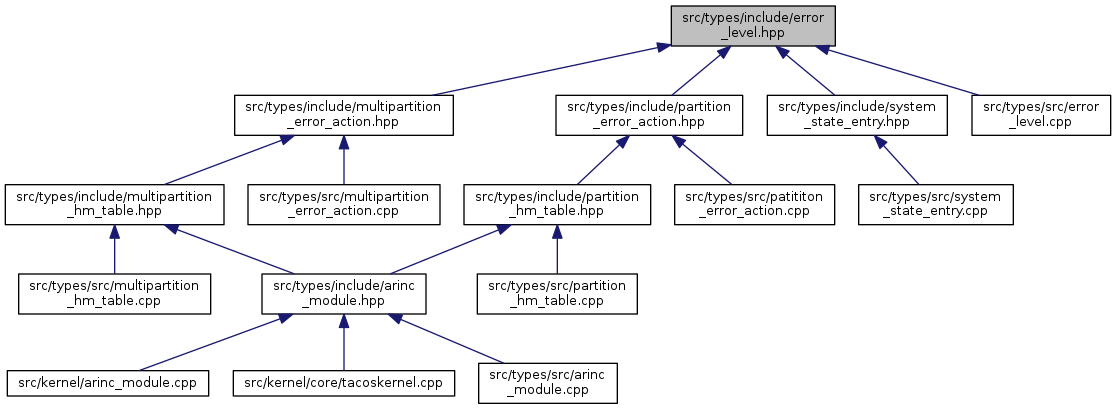 src/types/include/error
_level.hpp
src/types/include/multipartition
_error_action.hpp
src/types/include/partition
_error_action.hpp
src/types/include/system
_state_entry.hpp
src/types/src/error
_level.cpp
src/types/include/multipartition
_hm_table.hpp
src/types/src/multipartition
_error_action.cpp
src/types/include/partition
_hm_table.hpp
src/types/src/patititon
_error_action.cpp
src/types/src/system
_state_entry.cpp
src/types/src/multipartition
_hm_table.cpp
src/types/include/arinc
_module.hpp
src/types/src/partition
_hm_table.cpp
src/kernel/arinc_module.cpp
src/kernel/core/tacoskernel.cpp
src/types/src/arinc
_module.cpp